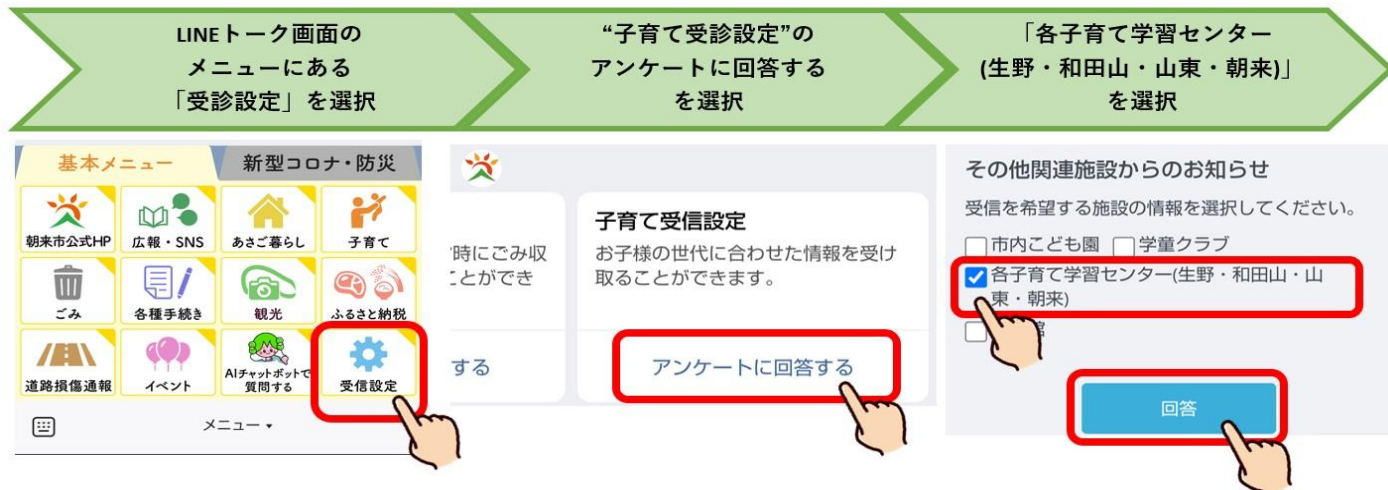 LINEトーク画面の
メニューにある
「受診設定」を選択
“子育て受診設定”の
アンケートに回答する
を選択
「各子育て学習センター
(生野・和田山・山東・朝来)」
を選択
基本メニュー
新型コロナ・防災
朝来市公式HP
広報・SNS
あさご暮らし
子育て
ごみ
各種手続き
観光
ふるさと納税
道路損傷通報
イベント
AIチャットボットで
質問する
受信設定
メニュー
時にごみ収
ことができ
する
子育て受信設定
お子様の世代に合わせた情報を受け
取ることができます。
アンケートに回答する
その他関連施設からのお知らせ
受信を希望する施設の情報を選択してください。
市内こども園 学童クラブ
各子育て学習センター(生野・和田山・山
東・朝来)
回答